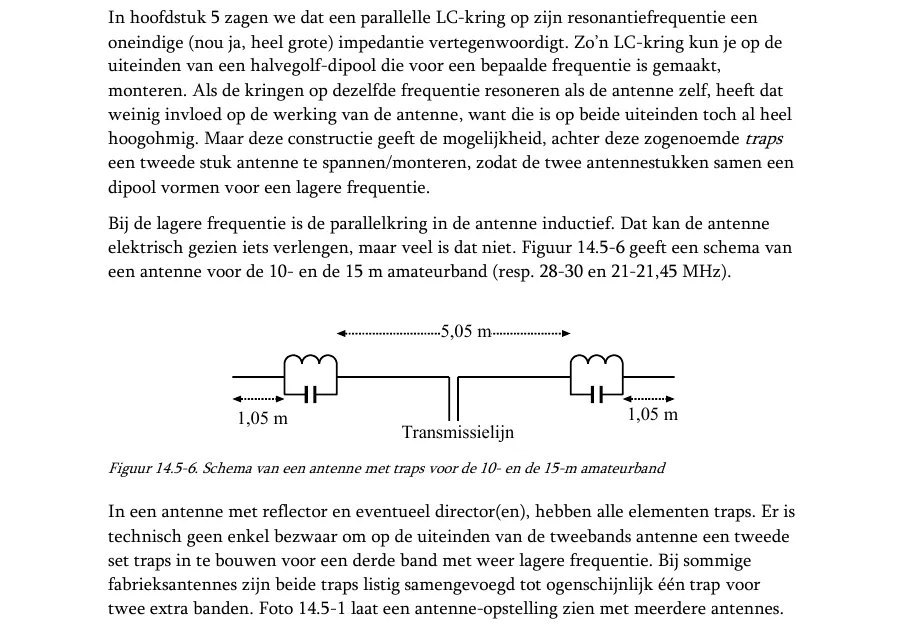 In hoofdstuk 5 zagen we dat een parallelle LC-kring op zijn resonantiefrequentie een
oneindige (nou ja, heel grote) impedantie vertegenwoordigt. Zo'n LC-kring kun je op de
uiteinden van een halvegolf-dipool die voor een bepaalde frequentie is gemaakt,
monteren. Als de kringen op dezelfde frequentie resoneren als de antenne zelf, heeft dat
weinig invloed op de werking van de antenne, want die is op beide uiteinden toch al heel
hoogohmig. Maar deze constructie geeft de mogelijkheid, achter deze zogenoemde traps
een tweede stuk antenne te spannen/monteren, zodat de twee antennestukken samen een
dipool vormen voor een lagere frequentie.
Bij de lagere frequentie is de parallelkring in de antenne inductief. Dat kan de antenne
elektrisch gezien iets verlengen, maar veel is dat niet. Figuur 14.5-6 geeft een schema van
een antenne voor de 10- en de 15 m amateurband (resp. 28-30 en 21-21,45 MHz).
5,05 m
1,05 m
1,05 m
Transmissielijn
Figuur 14.5-6. Schema van een antenne met traps voor de 10- en de 15-m amateurband
In een antenne met reflector en eventueel director(en), hebben alle elementen traps. Er is
technisch geen enkel bezwaar om op de uiteinden van de tweebands antenne een tweede
set traps in te bouwen voor een derde band met weer lagere frequentie. Bij sommige
fabrieksantennes zijn beide traps listig samengevoegd tot ogenschijnlijk één trap voor
twee extra banden. Foto 14.5-1 laat een antenne-opstelling zien met meerdere antennes.